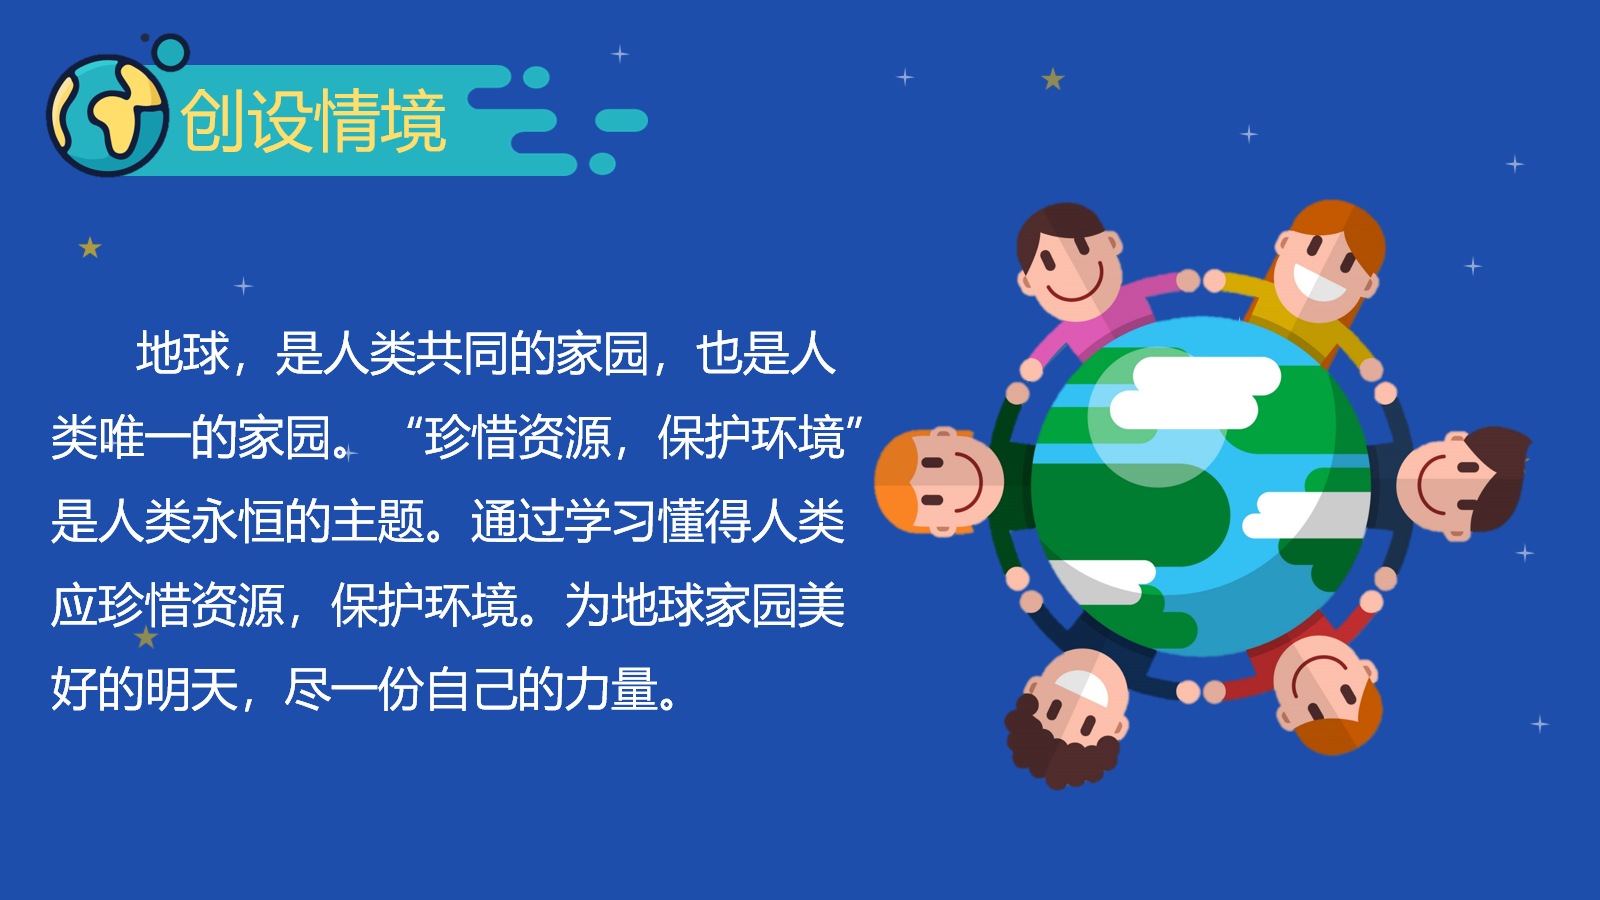 创设情境
地球，是人类共同的家园，也是人
类唯一的家园。 “珍惜资源，保护环境”
是人类永恒的主题。通过学习懂得人类
应珍惜资源，保护环境。为地球家园美
好的明天，尽一份自己的力量。